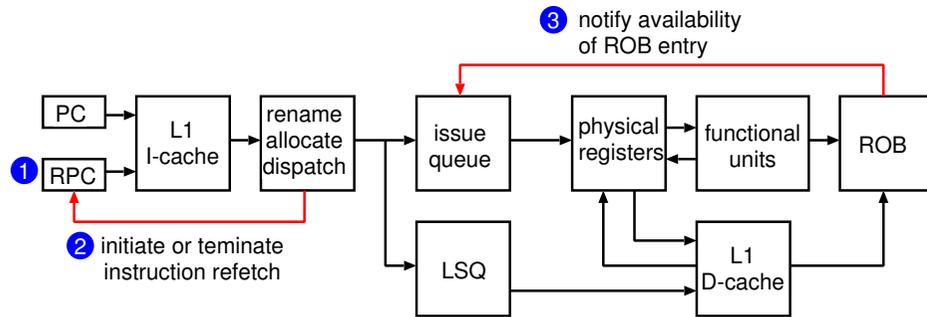 3 notify availability
of ROB entry
PC
L1
I-cache
rename
allocate
dispatch
issue
queue
physical
registers
functional
units
ROB
1 RPC
2 initiate or teminate
instruction refetch
LSQ
L1
D-cache